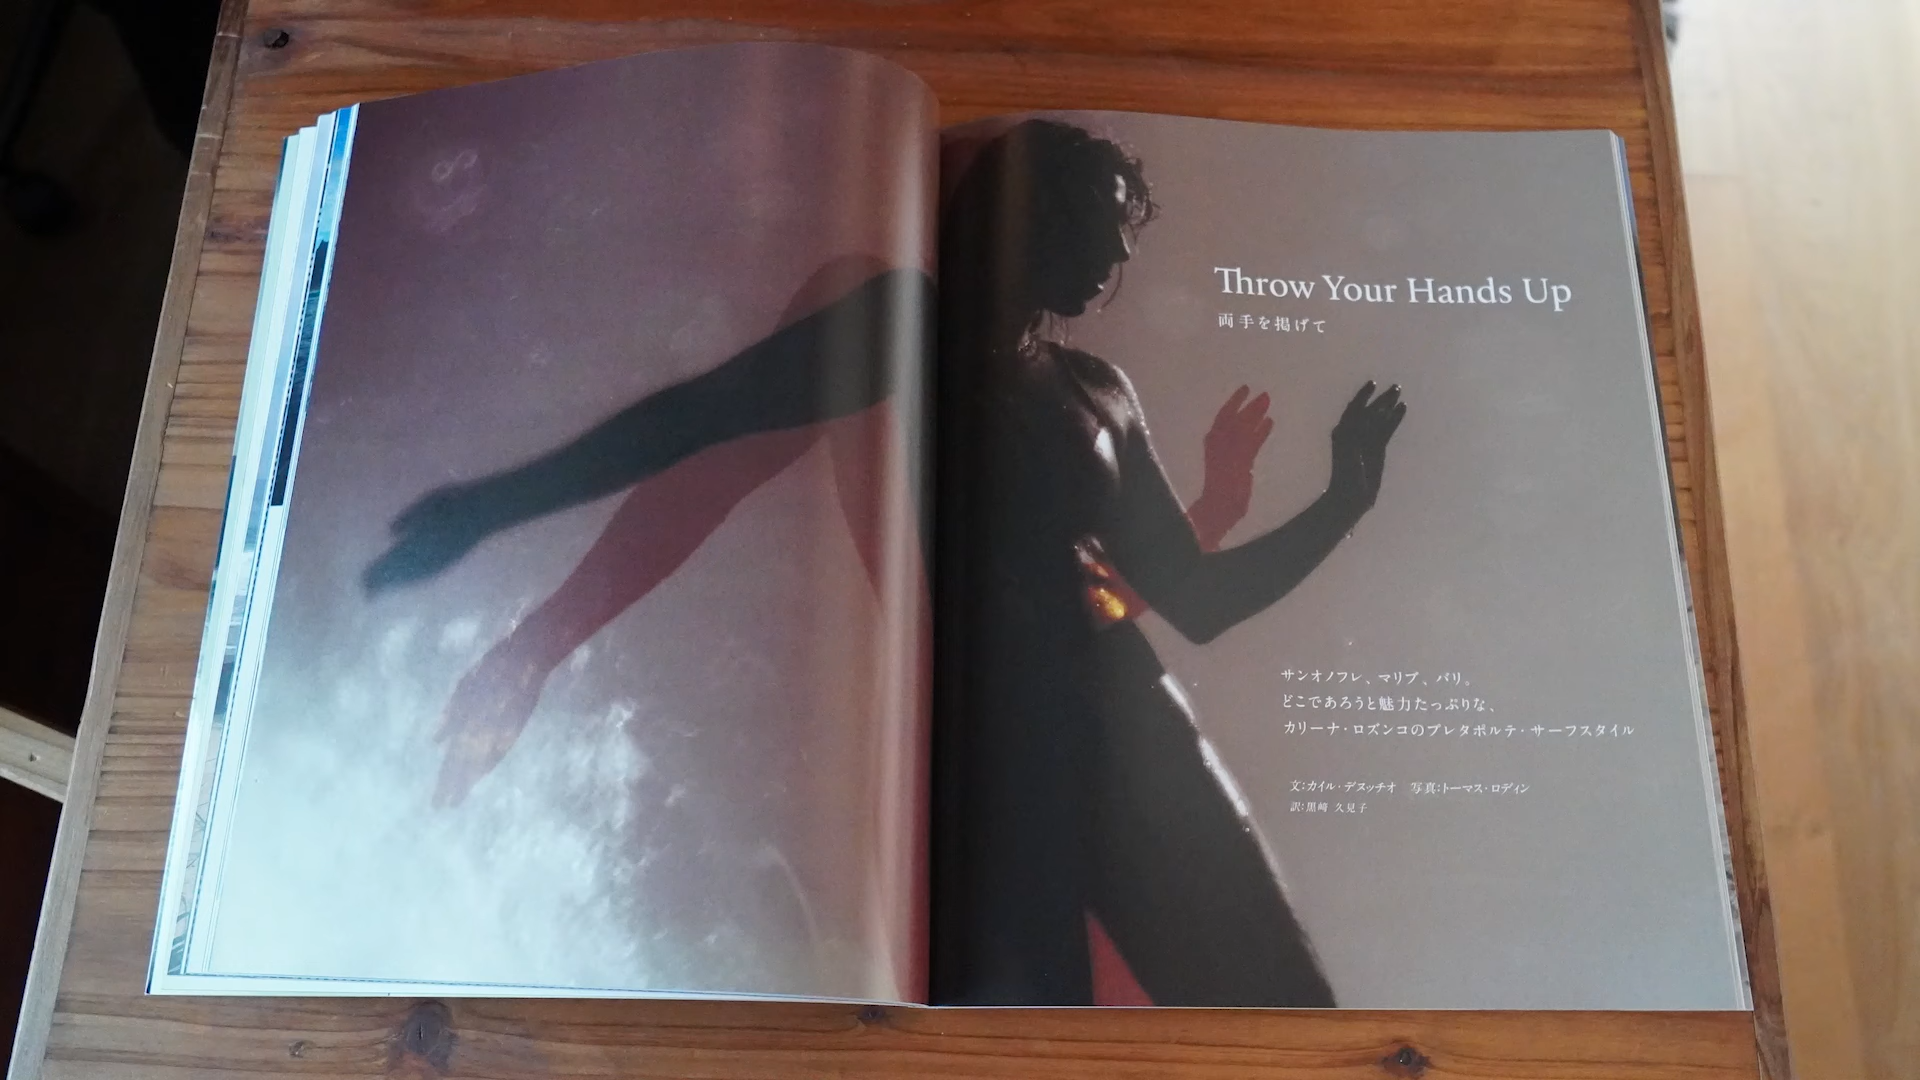 Throw Your Hands Up
両手を掲げて
サンオノフレ、マリブ、バリ。
どこであろうと魅力たっぷりな、
カリーナ・ロズンコのプレタポルテ・サーフスタイル
文：カイル・デヌッチオ 写真：トーマス・ロディン
訳：黒﨑 久見子